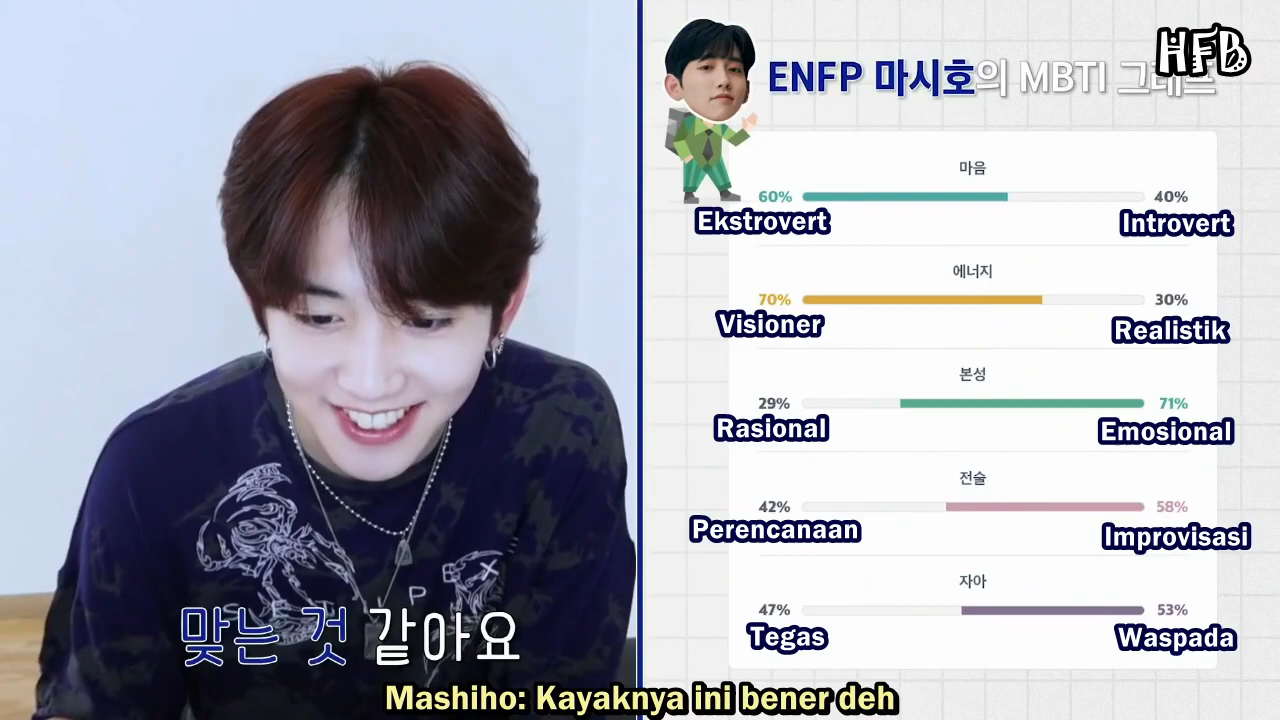 HFB
ENFP 마시호의 MBTI 그래프
마음
60% 40%
Ekstrovert Introvert
에너지
70% 30%
Visioner Realistik
본성
29% 71%
Rasional Emosional
전술
42% 58%
Perencanaan Improvisasi
자아
47% 53%
Tegas Waspada
맞는 것 같아요
Mashiho: Kayaknya ini bener deh